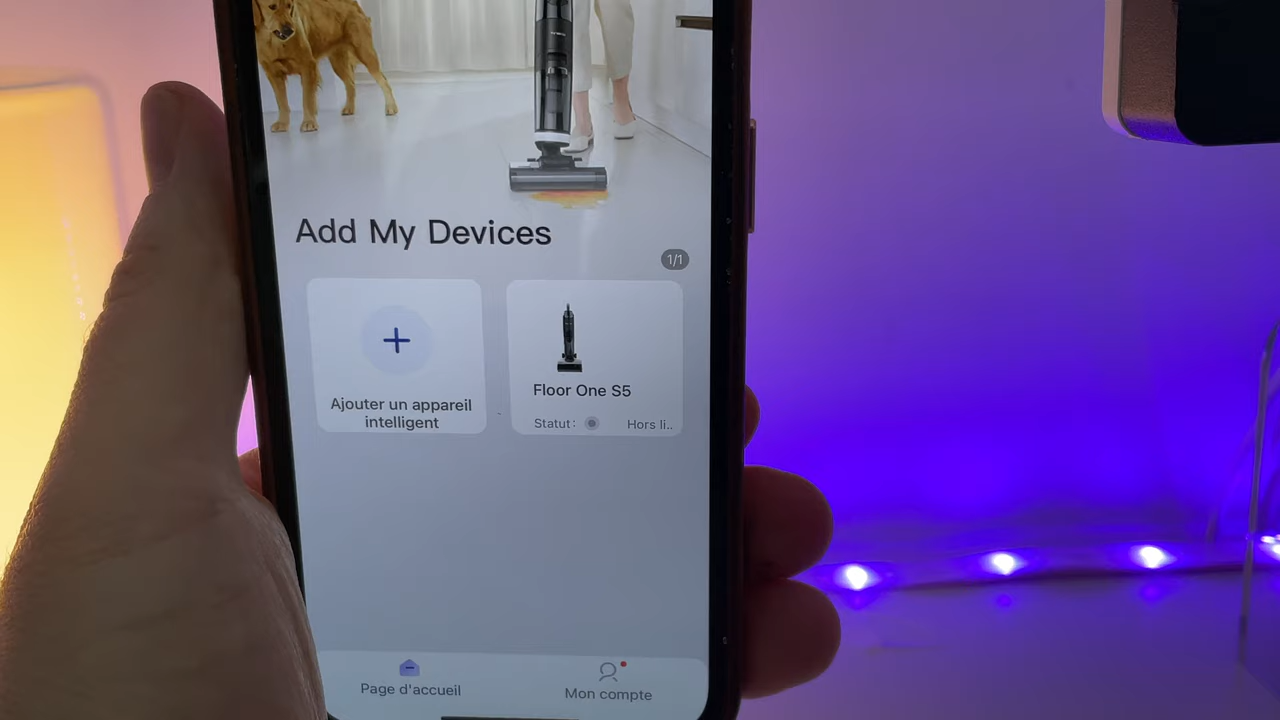 Add My Devices
1/1
Ajouter un appareil
intelligent
Floor One S5
Statut: Hors li..
Page d'accueil
Mon compte